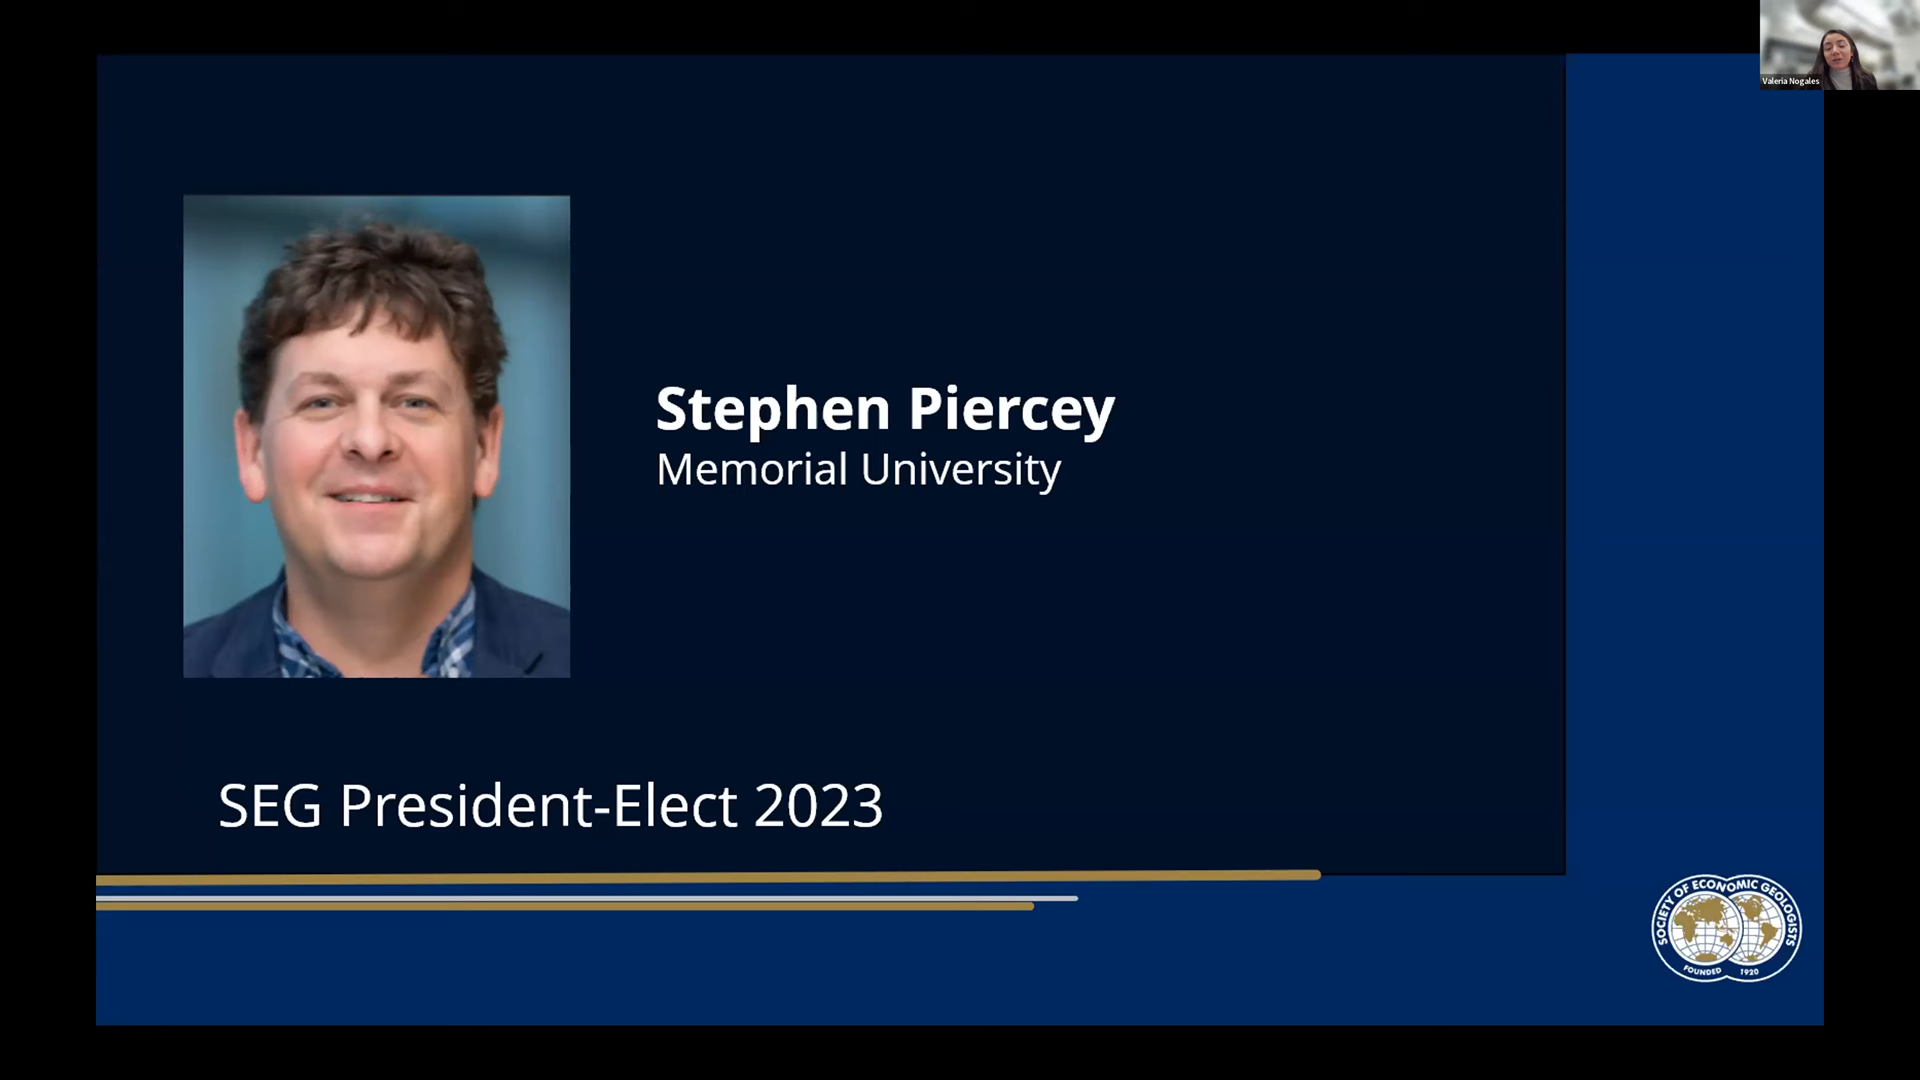 Valeria Nogales
Stephen Piercey
Memorial University
SEG President-Elect 2023
SOCIETY OF ECONOMIC GEOLOGISTS
FOUNDED 1920